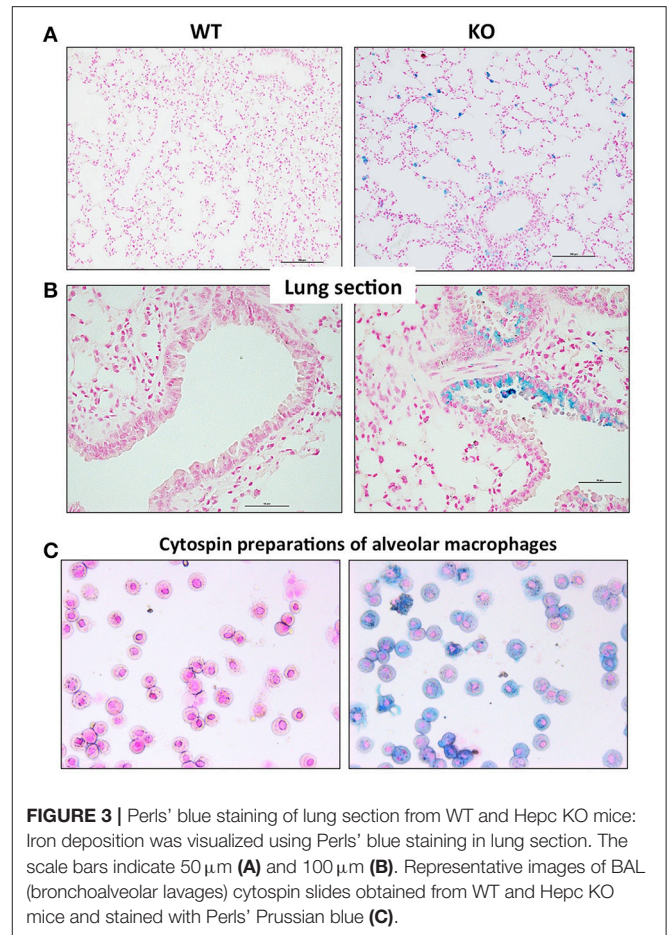 A
WT
KO
B
Lung section
C
Cytospin preparations of alveolar macrophages
FIGURE 3 | Perls' blue staining of lung section from WT and Hepc KO mice:
Iron deposition was visualized using Perls' blue staining in lung section. The
scale bars indicate 50 μm (A) and 100 μm (B). Representative images of BAL
(bronchoalveolar lavages) cytospin slides obtained from WT and Hepc KO
mice and stained with Perls' Prussian blue (C).